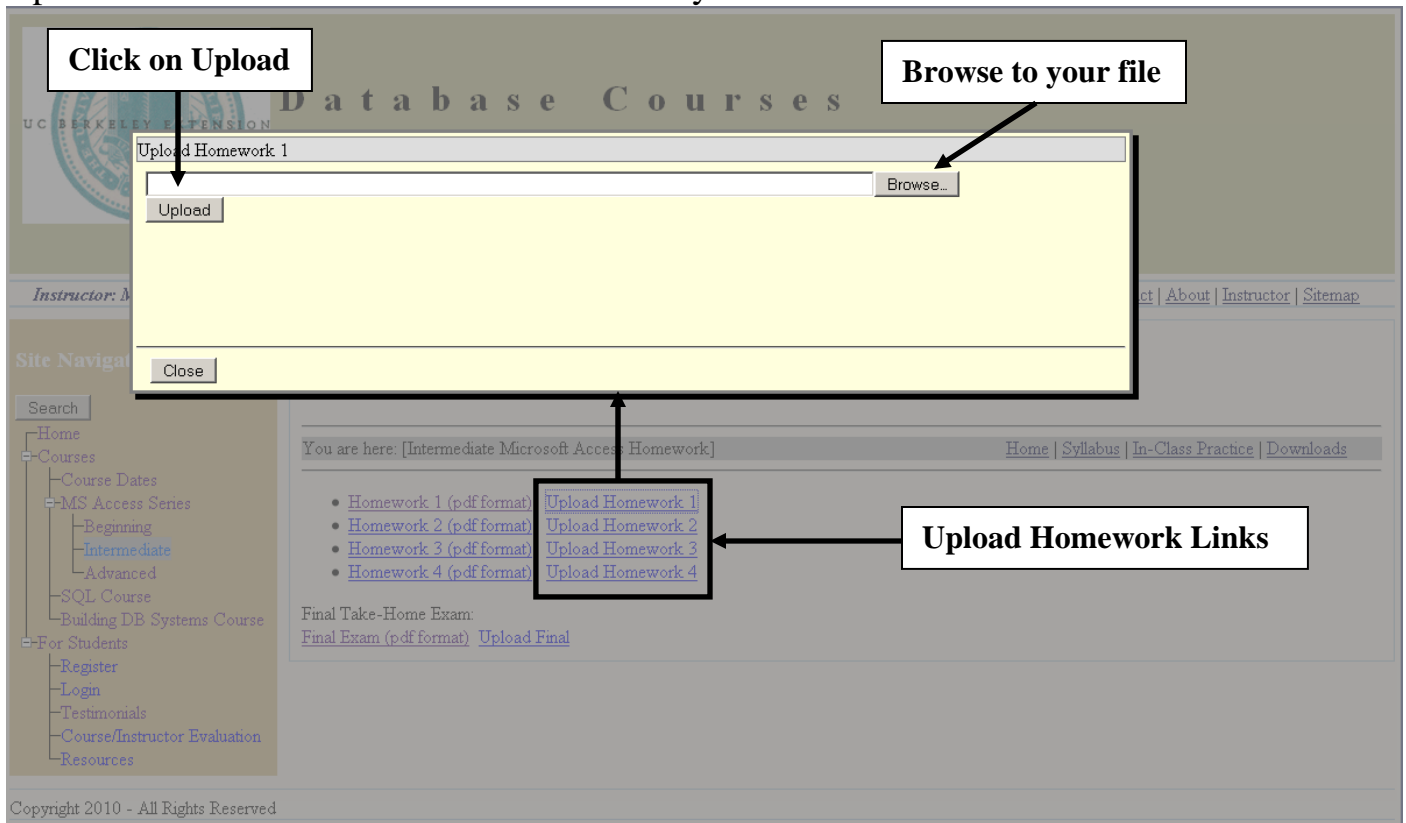 Click on Upload
Browse to your file
Database Courses
UC BERKELEY EXTENSION
Upload Homework 1
Browse...
Upload
Close
Instructor:
| About | Instructor | Sitemap
Site
Search
Home
Courses
Course Dates
MS Access Series
Beginning
Intermediate
Advanced
SQL Course
Building DB Systems Course
For Students
Register
Login
Testimonials
Course/Instructor Evaluation
Resources
You are here: [Intermediate Microsoft Access Homework] Home | Syllabus | In-Class Practice | Downloads
Homework 1 (pdf format) Upload Homework 1
Homework 2 (pdf format) Upload Homework 2
Homework 3 (pdf format) Upload Homework 3
Homework 4 (pdf format) Upload Homework 4
Upload Homework Links
Final Take-Home Exam:
Final Exam (pdf format) Upload Final
Copyright 2010 - All Rights Reserved